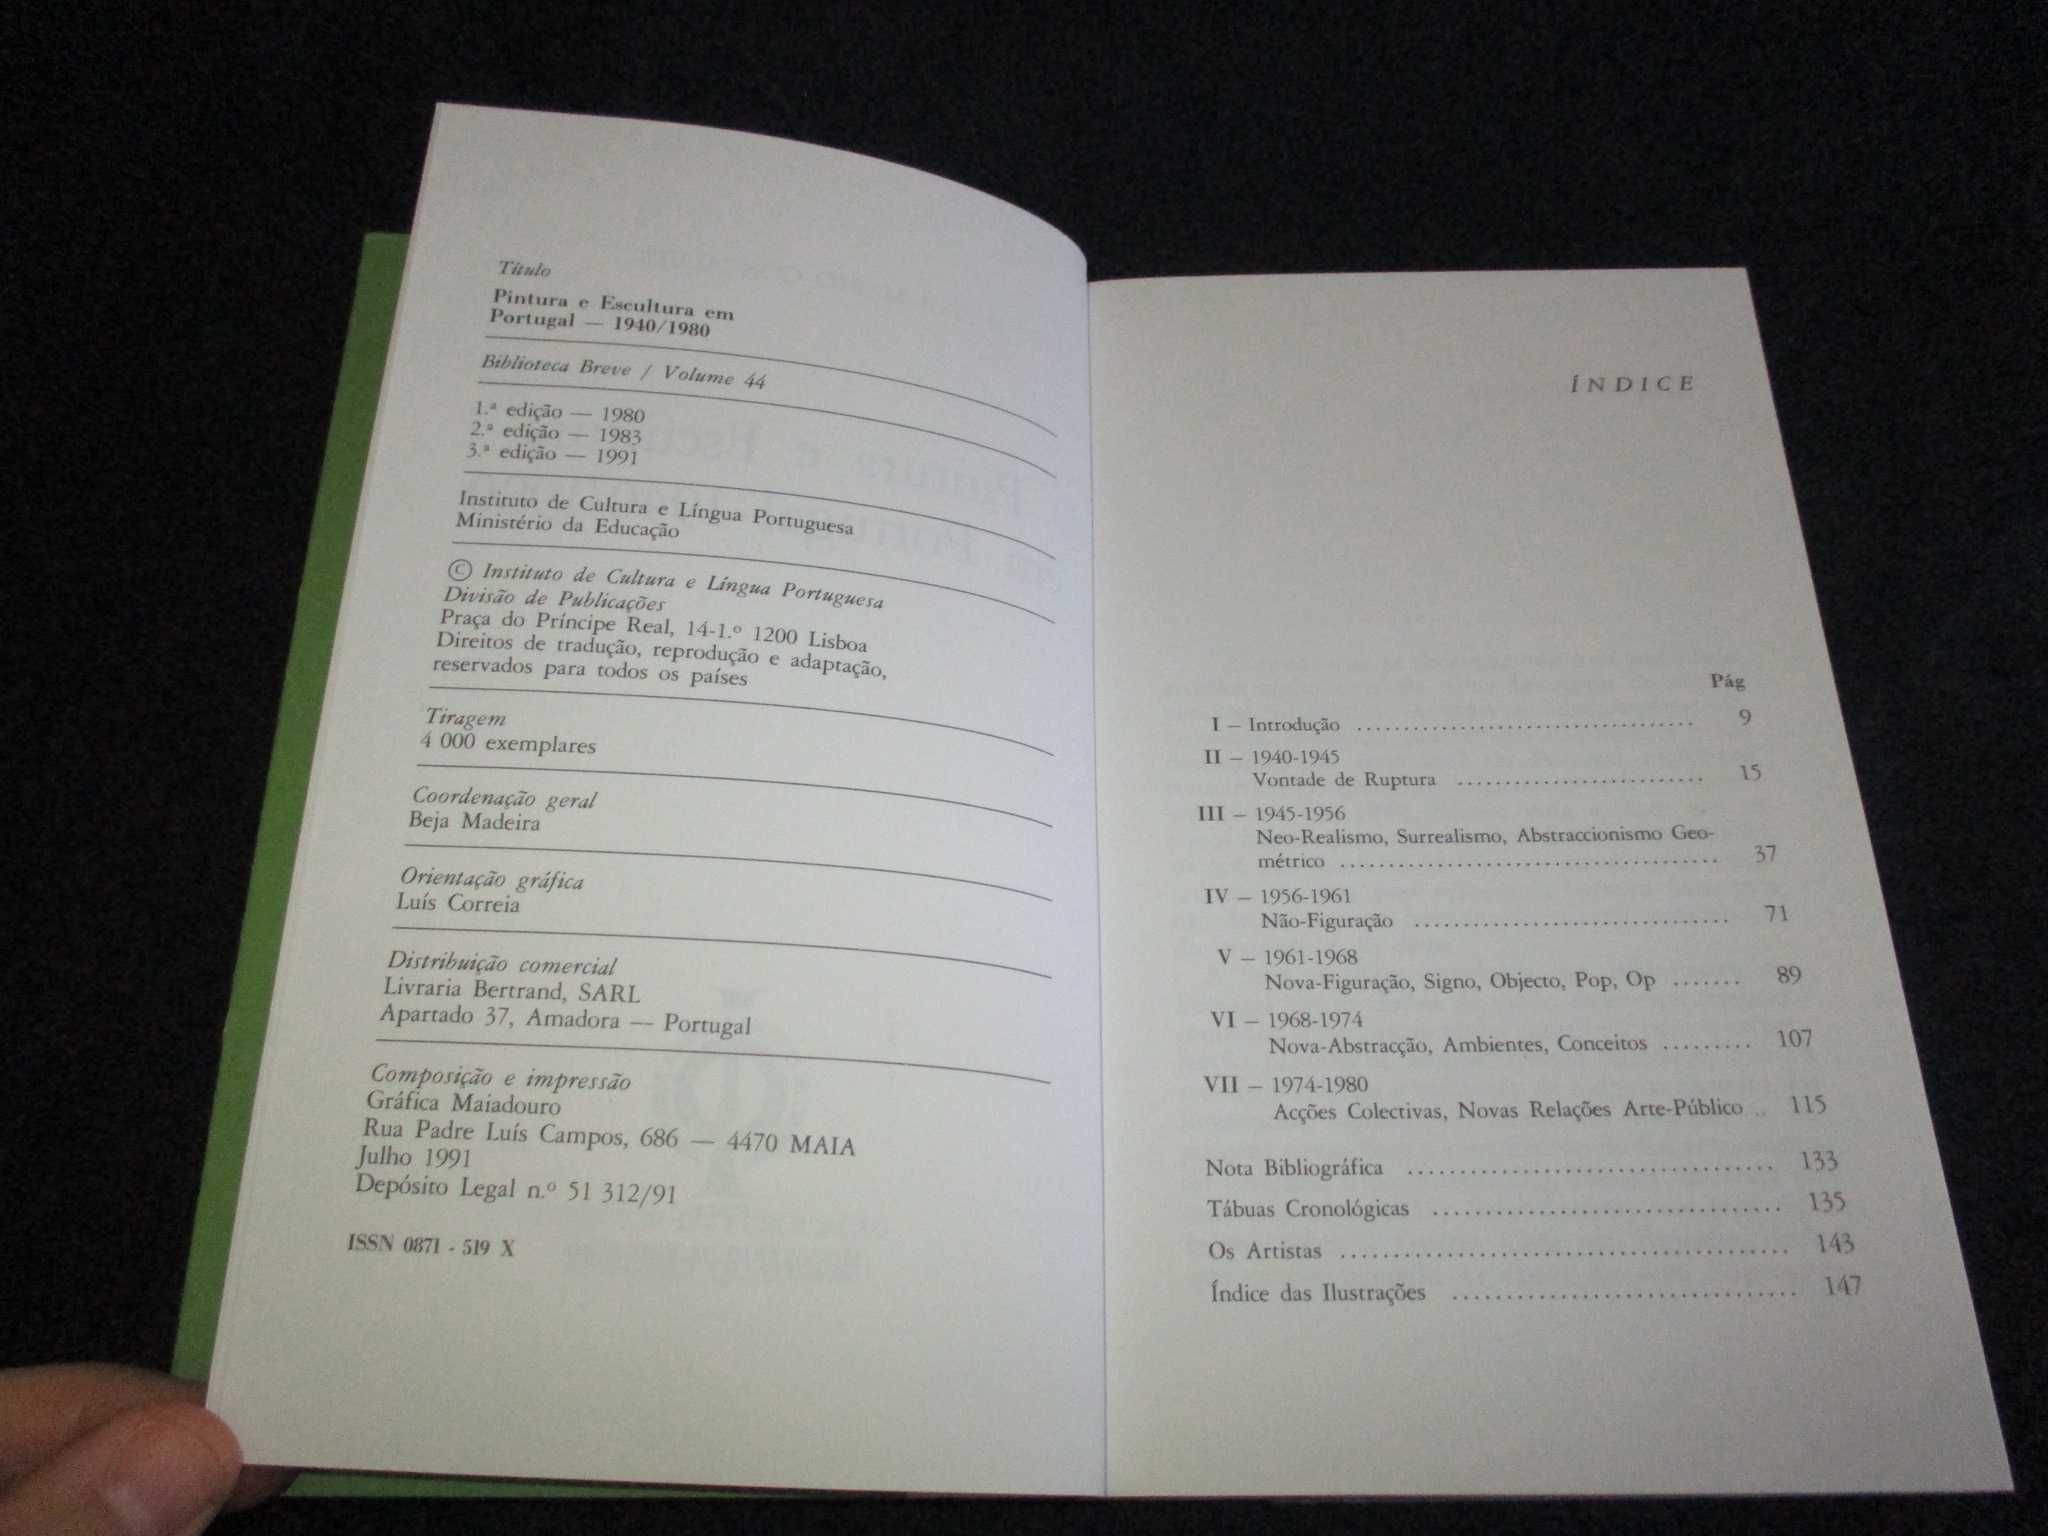 Título
Pintura e Escultura em
Portugal — 1940/1980
Biblioteca Breve / Volume 44
1.ª edição — 1980
2.ª edição — 1983
3.ª edição — 1991
Instituto de Cultura e Língua Portuguesa
Ministério da Educação
© Instituto de Cultura e Língua Portuguesa
Divisão de Publicações
Praça do Príncipe Real, 14-1.º 1200 Lisboa
Direitos de tradução, reprodução e adaptação,
reservados para todos os países
Tiragem
4 000 exemplares
Coordenação geral
Beja Madeira
Orientação gráfica
Luís Correia
Distribuição comercial
Livraria Bertrand, SARL
Apartado 37, Amadora — Portugal
Composição e impressão
Gráfica Maiadouro
Rua Padre Luís Campos, 686 — 4470 MAIA
Julho 1991
Depósito Legal n.º 51 312/91
ISSN 0871 - 519 X
ÍNDICE
Pág
I – Introdução .................................... 9
II – 1940-1945
Vontade de Ruptura .......................... 15
III – 1945-1956
Neo-Realismo, Surrealismo, Abstraccionismo Geo-
métrico ...................................... 37
IV – 1956-1961
Não-Figuração ................................ 71
V – 1961-1968
Nova-Figuração, Signo, Objecto, Pop, Op ....... 89
VI – 1968-1974
Nova-Abstracção, Ambientes, Conceitos ......... 107
VII – 1974-1980
Acções Colectivas, Novas Relações Arte-Público .. 115
Nota Bibliográfica .................................... 133
Tábuas Cronológicas .................................. 135
Os Artistas ........................................... 143
Índice das Ilustrações ................................ 147